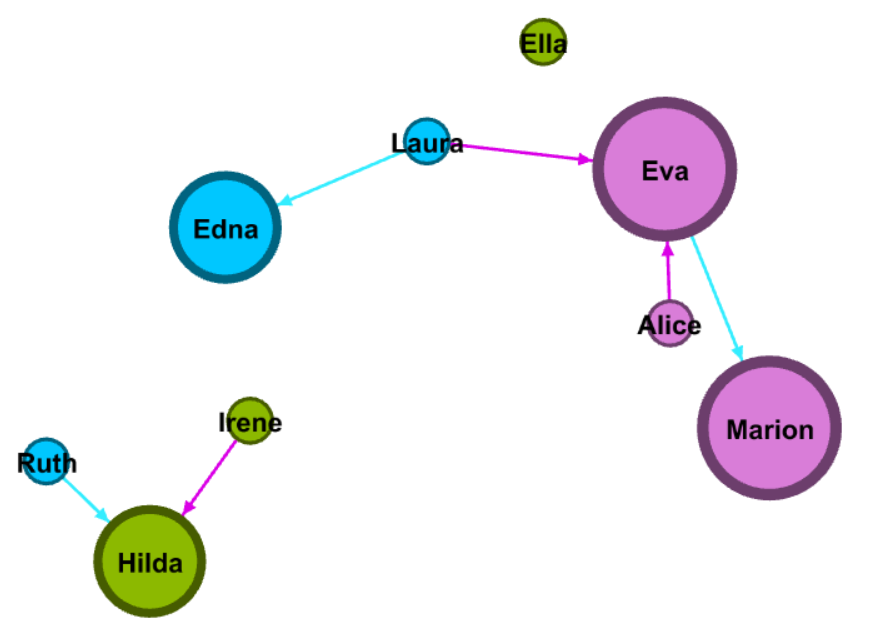 Ella
Laura
Eva
Edna
Alice
Irene
Marion
Ruth
Hilda